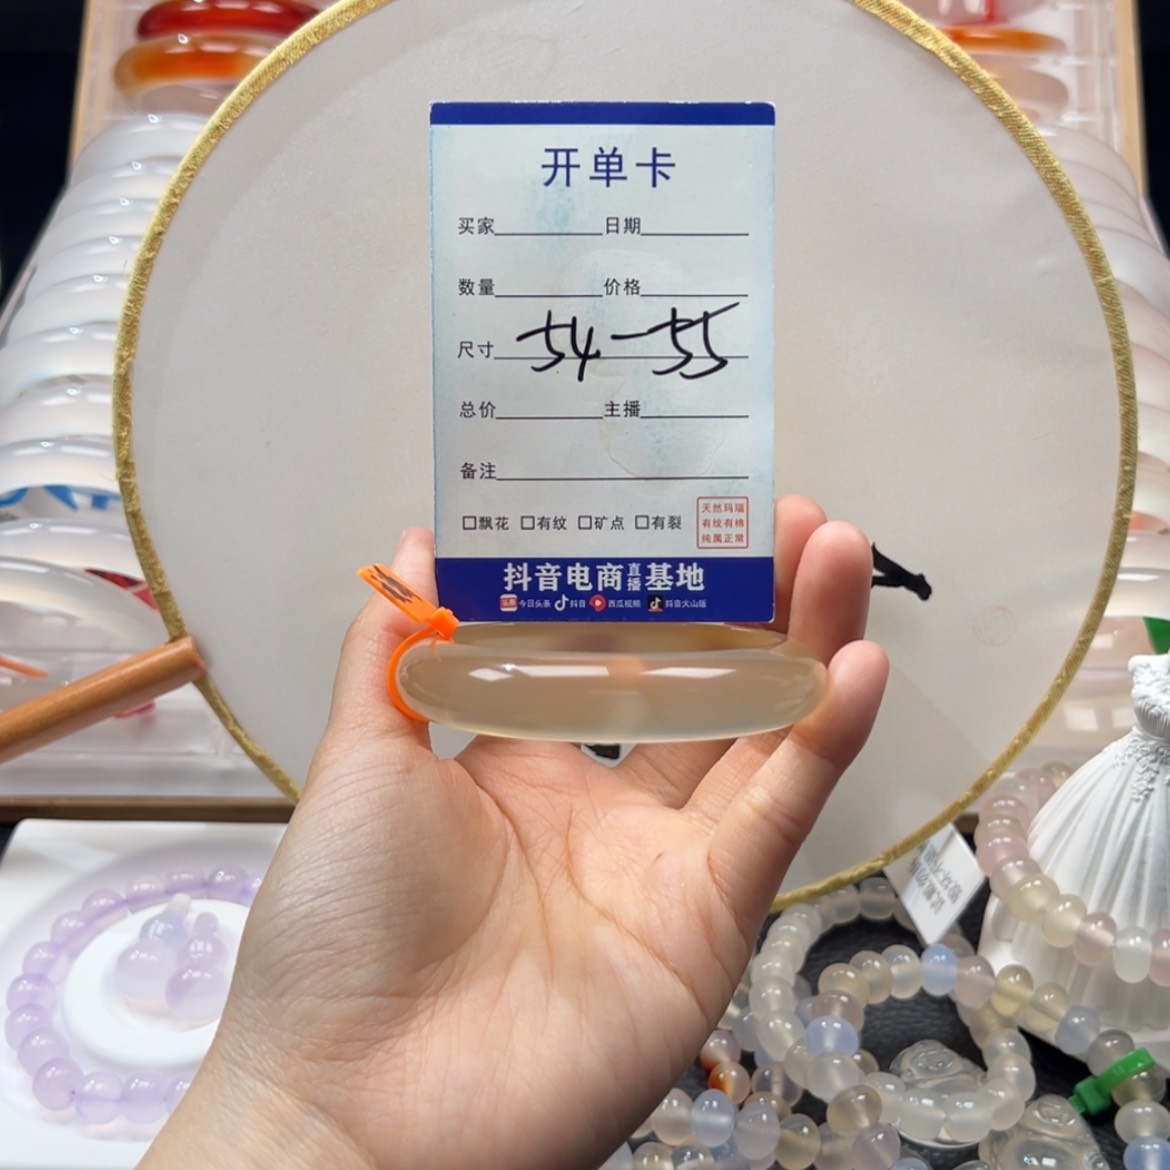 开单卡
买家 日期
数量 价格
尺寸 54-55
总价 主播
备注
□飘花 □有纹 □矿点 □有裂
天然玛瑙
有纹有棉
纯属正常
抖音电商直播基地
头条 今日头条 抖音 西瓜视频 抖音火山版